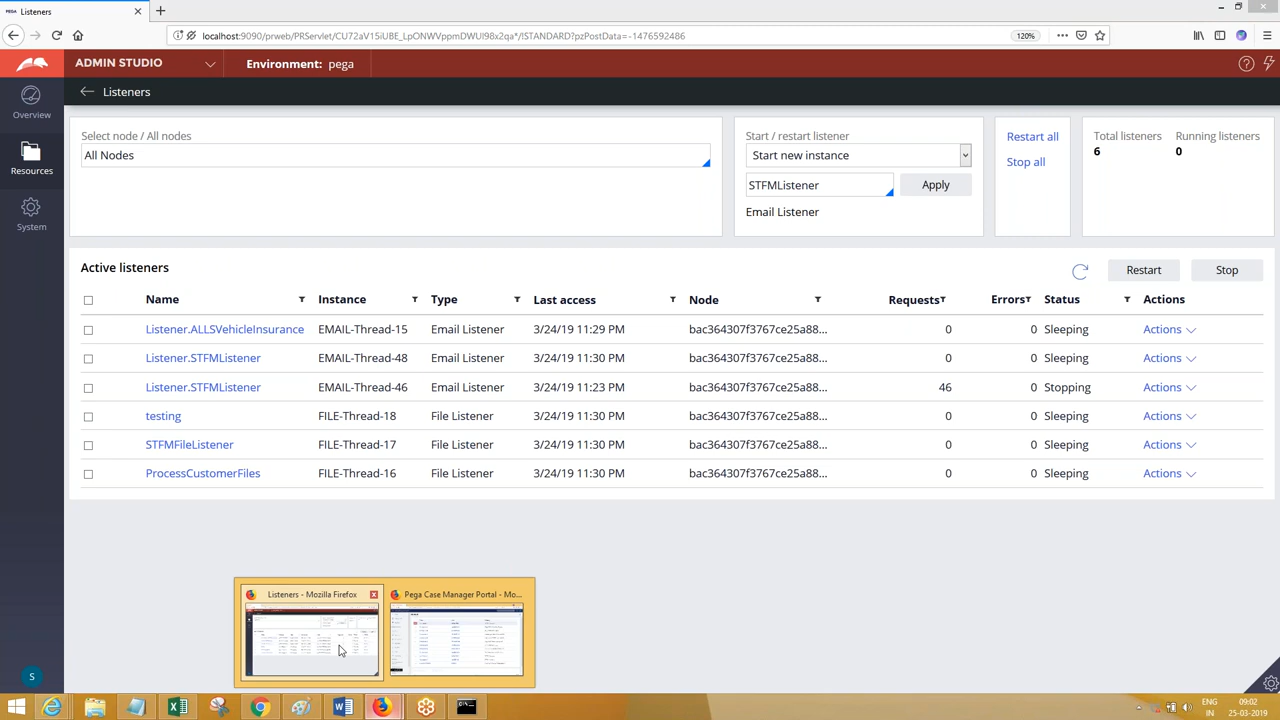 PEGA Listeners
localhost:9090/prweb/PRServlet/CU72aV15iUBE_LpONWVppmDWUI98x2qa*/!STANDARD?pzPostData=-1476592486
120%
ADMIN STUDIO
Environment: pega
Listeners
Overview
Resources
System
Select node / All nodes
All Nodes
Start / restart listener
Start new instance
STFMListener
Apply
Email Listener
Restart all
Stop all
Total listeners
6
Running listeners
0
Active listeners
Restart
Stop
Name Instance Type Last access Node Requests Errors Status Actions
Listener.ALLSVehicleInsurance EMAIL-Thread-15 Email Listener 3/24/19 11:29 PM bac364307f3767ce25a88... 0 0 Sleeping Actions
Listener.STFMListener EMAIL-Thread-48 Email Listener 3/24/19 11:30 PM bac364307f3767ce25a88... 0 0 Sleeping Actions
Listener.STFMListener EMAIL-Thread-46 Email Listener 3/24/19 11:23 PM bac364307f3767ce25a88... 46 0 Stopping Actions
testing FILE-Thread-18 File Listener 3/24/19 11:30 PM bac364307f3767ce25a88... 0 0 Sleeping Actions
STFMFileListener FILE-Thread-17 File Listener 3/24/19 11:30 PM bac364307f3767ce25a88... 0 0 Sleeping Actions
ProcessCustomerFiles FILE-Thread-16 File Listener 3/24/19 11:30 PM bac364307f3767ce25a88... 0 0 Sleeping Actions
Listeners - Mozilla Firefox
Pega Case Manager Portal - Mo...
S
ENG
IN
09:02
25-03-2019